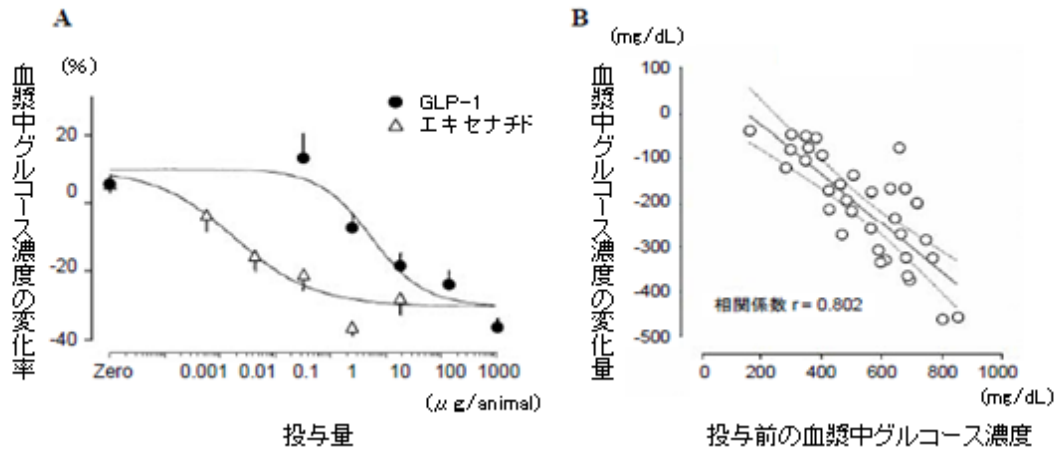 A
(%)
血漿中グルコース濃度の変化率
20
0
-20
-40
● GLP-1
△ エキセナチド
Zero 0.001 0.01 0.1 1 10 100 1000
(μg/animal)
投与量
B
(mg/dL)
血漿中グルコース濃度の変化量
100
0
-100
-200
-300
-400
-500
相関係数 r = 0.802
0 200 400 600 800 1000
(mg/dL)
投与前の血漿中グルコース濃度